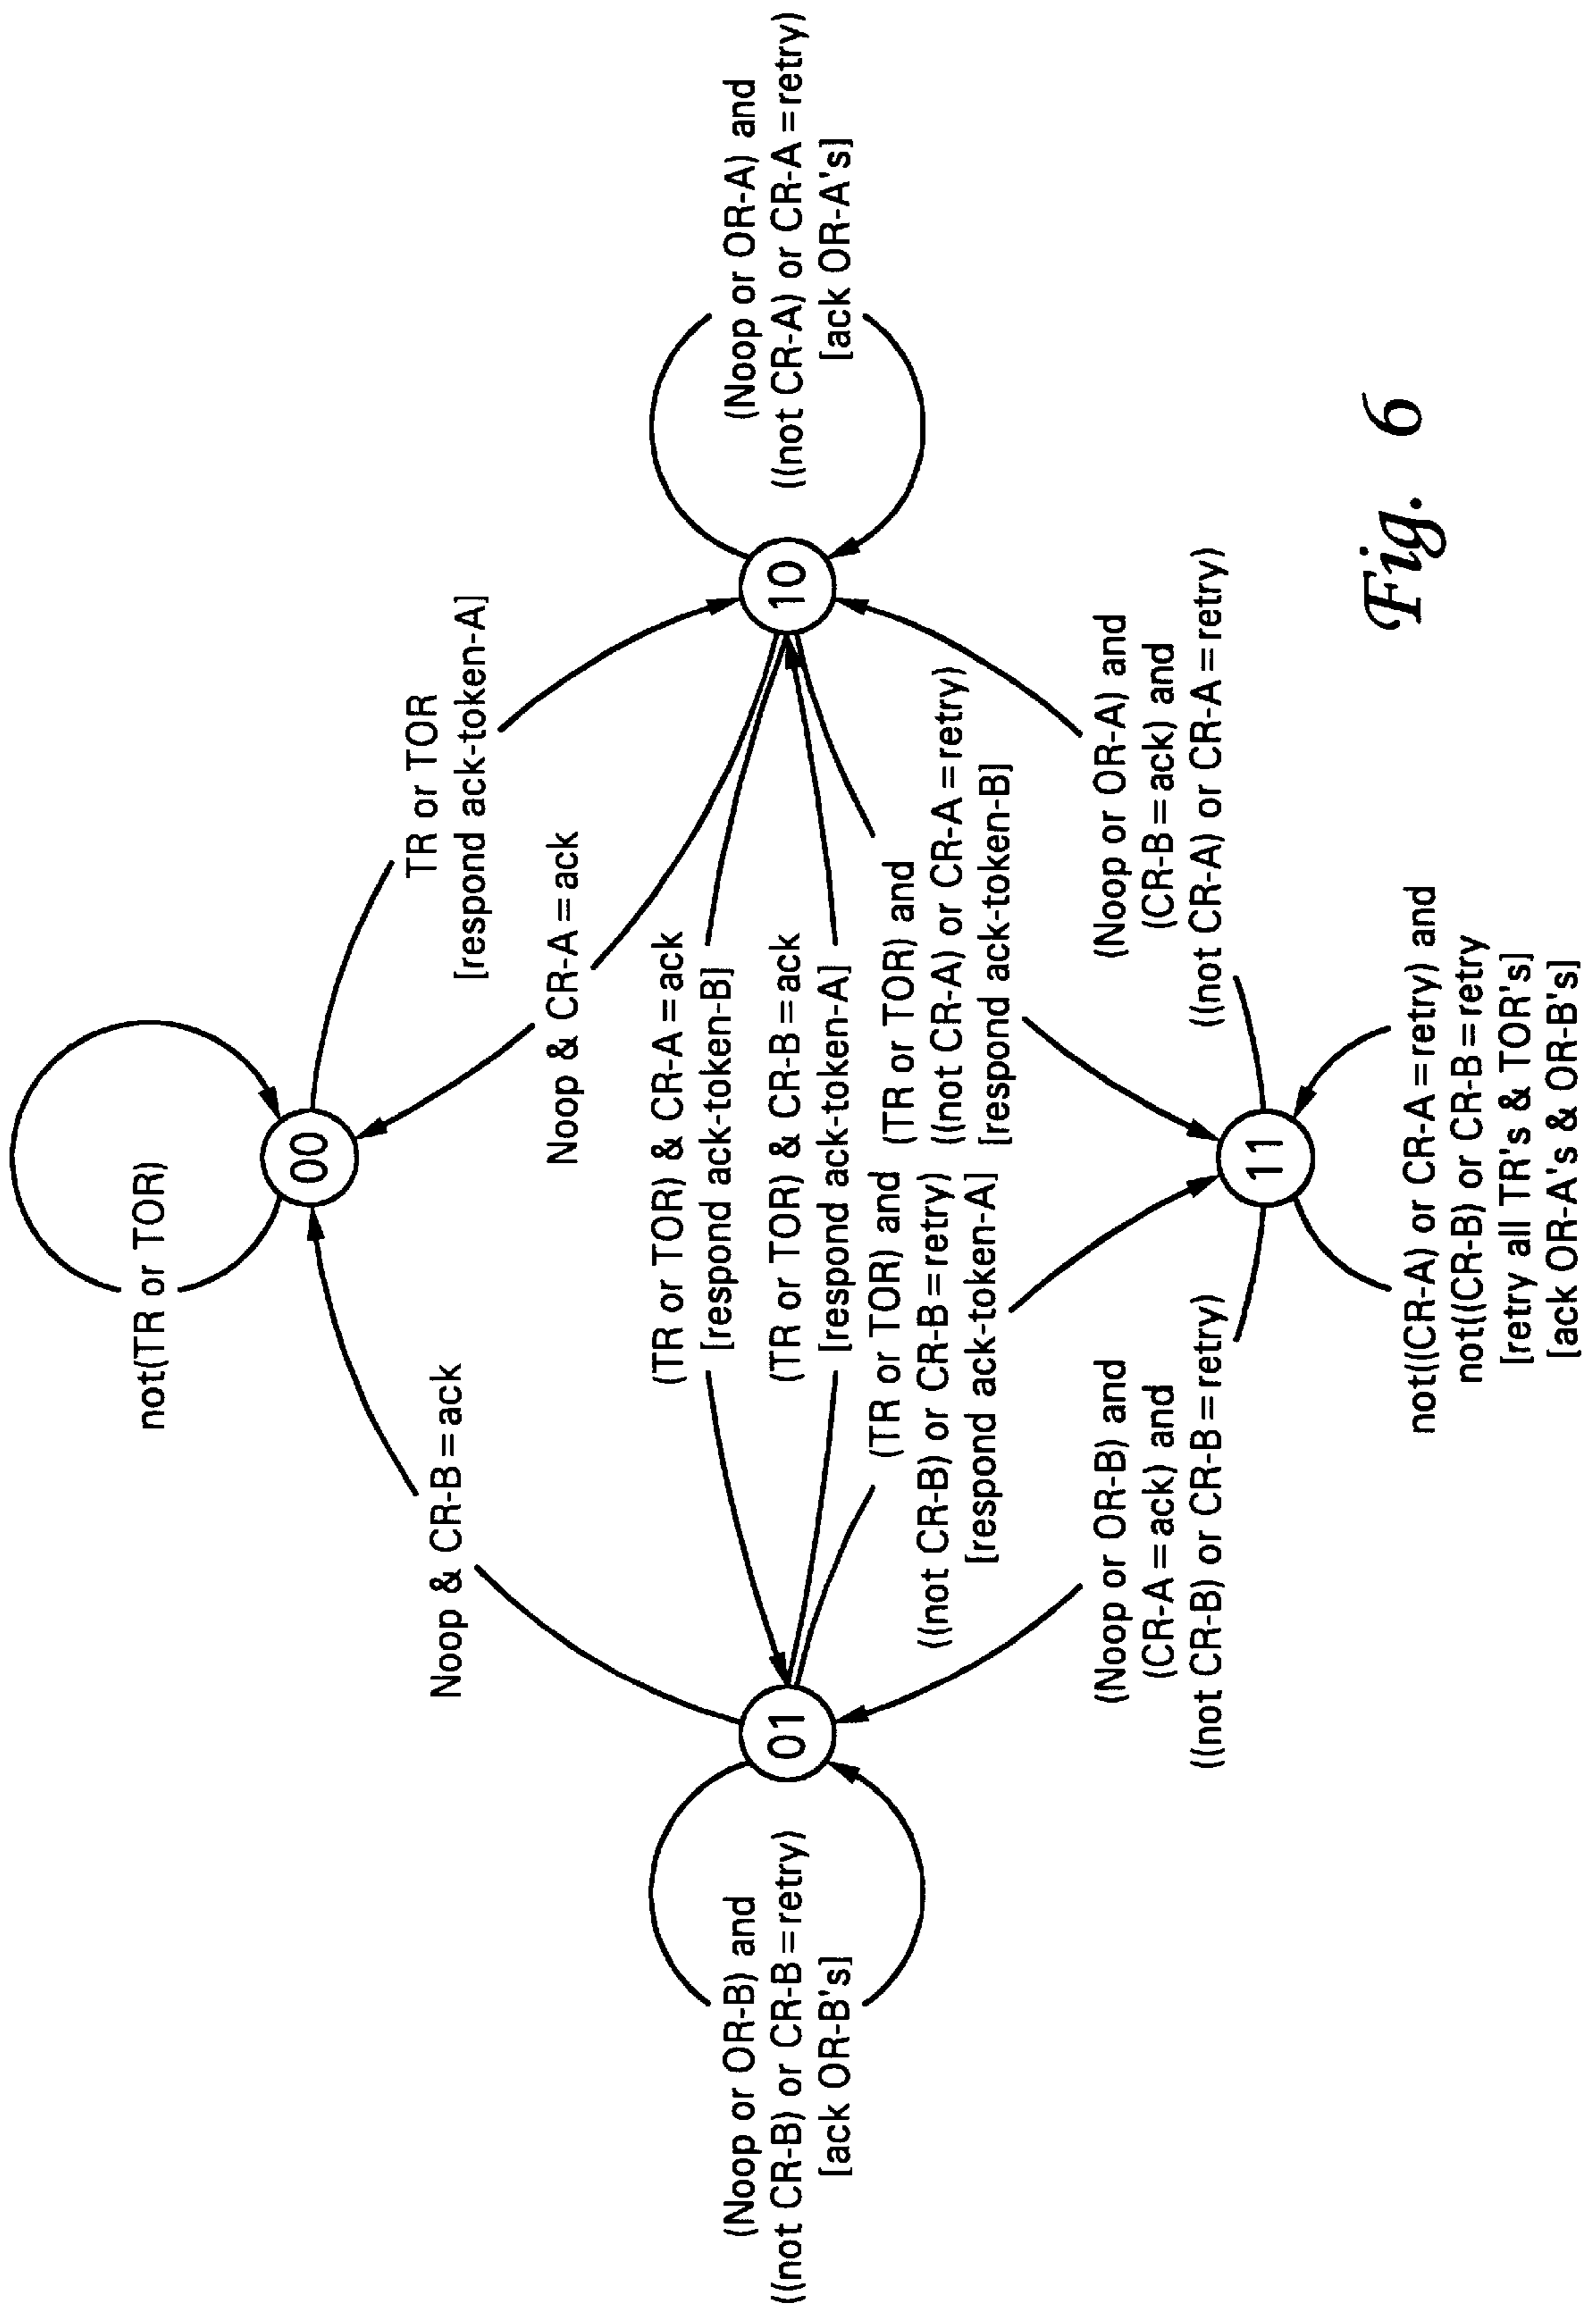 not(TR or TOR)
00
TR or TOR
[respond ack-token-A]
Noop & CR-B=ack
Noop & CR-A=ack
(TR or TOR) & CR-A=ack
[respond ack-token-B]
(TR or TOR) & CR-B=ack
[respond ack-token-A]
(Noop or OR-B) and
((not CR-B) or CR-B=retry)
[ack OR-B's]
01
10
(Noop or OR-A) and
((not CR-A) or CR-A=retry)
[ack OR-A's]
(TR or TOR) and
((not CR-B) or CR-B=retry)
[respond ack-token-A]
(TR or TOR) and
((not CR-A) or CR-A=retry)
[respond ack-token-B]
(Noop or OR-B) and
(CR-A=ack) and
((not CR-B) or CR-B=retry)
11
(Noop or OR-A) and
(CR-B=ack) and
((not CR-A) or CR-A=retry)
not((CR-A) or CR-A=retry) and
not((CR-B) or CR-B=retry
[retry all TR's & TOR's]
[ack OR-A's & OR-B's]
Fig. 6